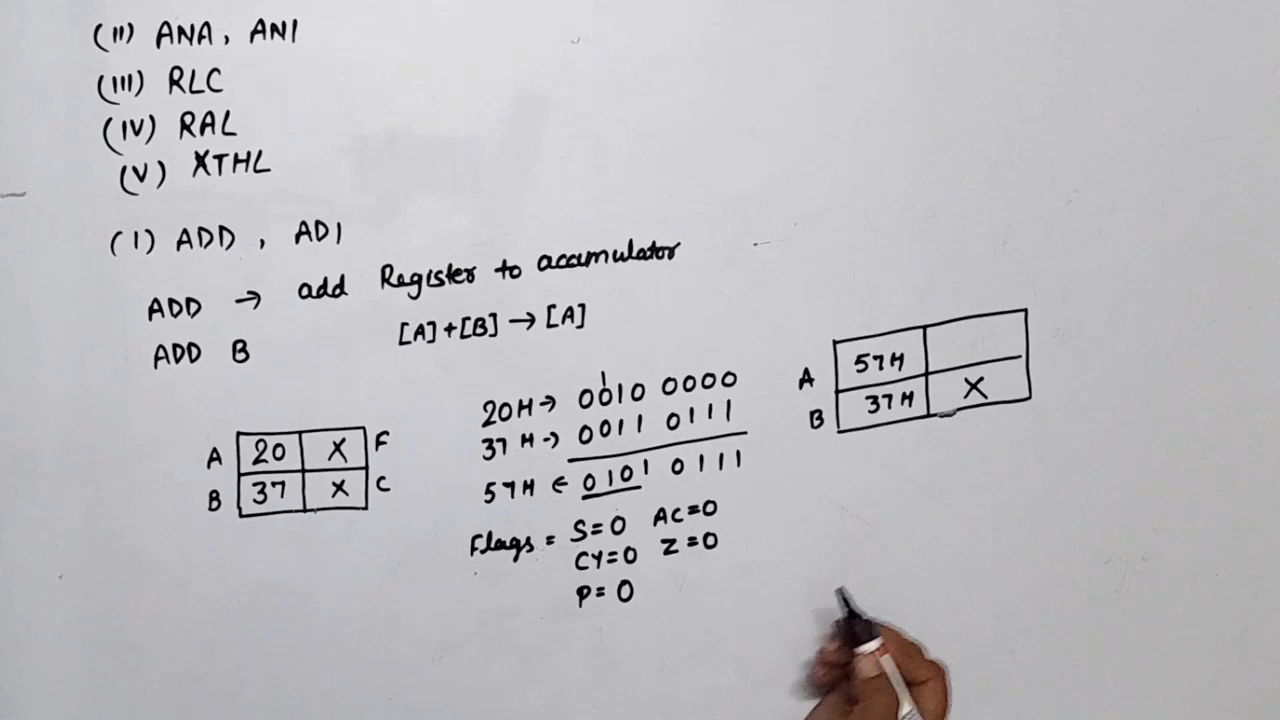 (II) ANA, ANI
(III) RLC
(IV) RAL
(V) XTHL
(I) ADD, ADI
ADD → add Register to accumulator
ADD B [A]+[B] → [A]
A 20 X F
B 37 X C
1
20H → 0010 0000
37H → 0011 0111
57H ← 0101 0111
Flags = S=0 AC=0
CY=0 Z=0
P=0
A 57H
B 37H X